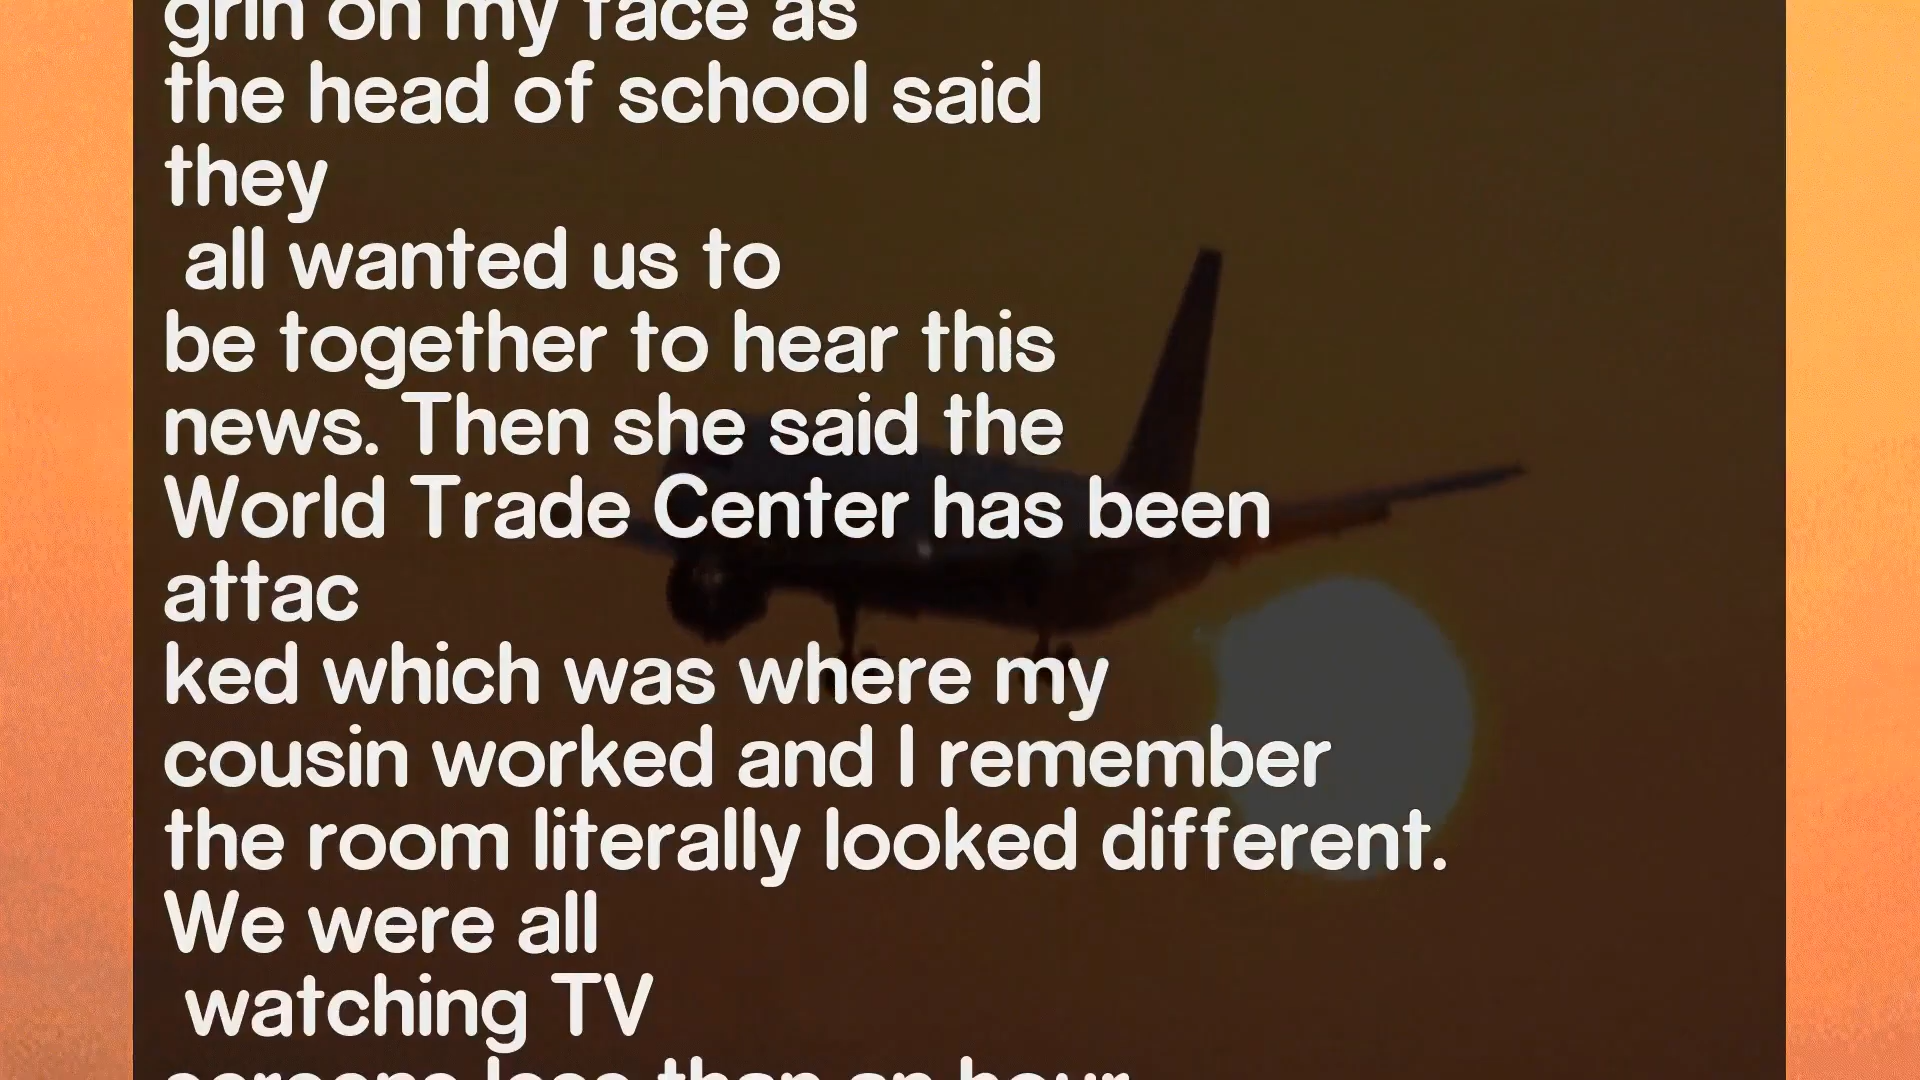 grin on my face as
the head of school said
they
all wanted us to
be together to hear this
news. Then she said the
World Trade Center has been
attac
ked which was where my
cousin worked and I remember
the room literally looked different.
We were all
watching TV
screens less than an hour